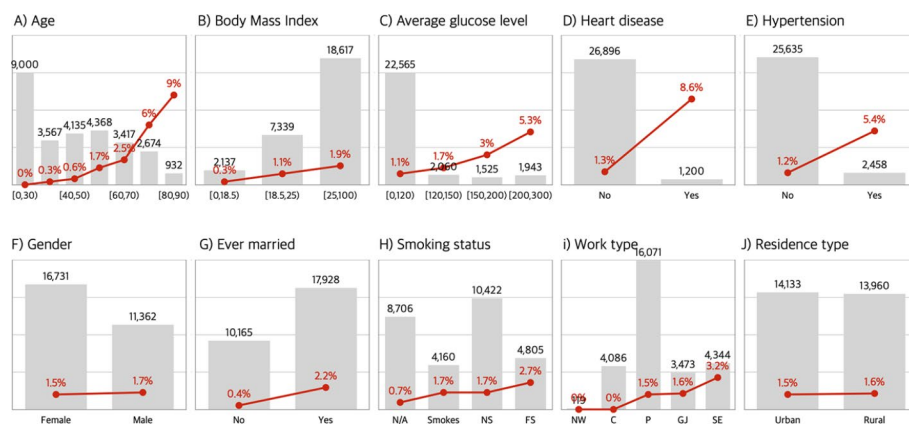 A) Age
9,000
3,567
4,135
4,368
3,417
2,674
932
0%
0.3%
0.6%
1.7%
2.5%
6%
9%
[0,30)
[40,50)
[60,70)
[80,90)
B) Body Mass Index
2,137
7,339
18,617
0.3%
1.1%
1.9%
[0,18.5)
[18.5,25)
[25,100)
C) Average glucose level
22,565
2,060
1,525
1,943
1.1%
1.7%
3%
5.3%
[0,120)
[120,150)
[150,200)
[200,300)
D) Heart disease
26,896
1,200
1.3%
8.6%
No
Yes
E) Hypertension
25,635
2,458
1.2%
5.4%
No
Yes
F) Gender
16,731
11,362
1.5%
1.7%
Female
Male
G) Ever married
10,165
17,928
0.4%
2.2%
No
Yes
H) Smoking status
8,706
4,160
10,422
4,805
0.7%
1.7%
1.7%
2.7%
N/A
Smokes
NS
FS
i) Work type
119
4,086
16,071
3,473
4,344
0%
0%
1.5%
1.6%
3.2%
NW
C
P
GJ
SE
J) Residence type
14,133
13,960
1.5%
1.6%
Urban
Rural